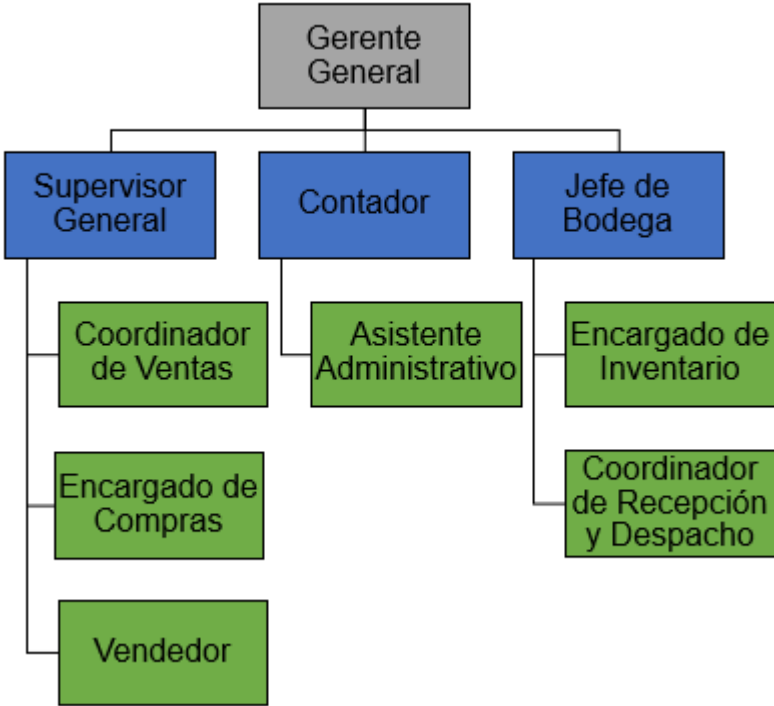 Gerente
General
Supervisor
General
Contador
Jefe de
Bodega
Coordinador
de Ventas
Asistente
Administrativo
Encargado de
Inventario
Encargado de
Compras
Coordinador
de Recepción
y Despacho
Vendedor